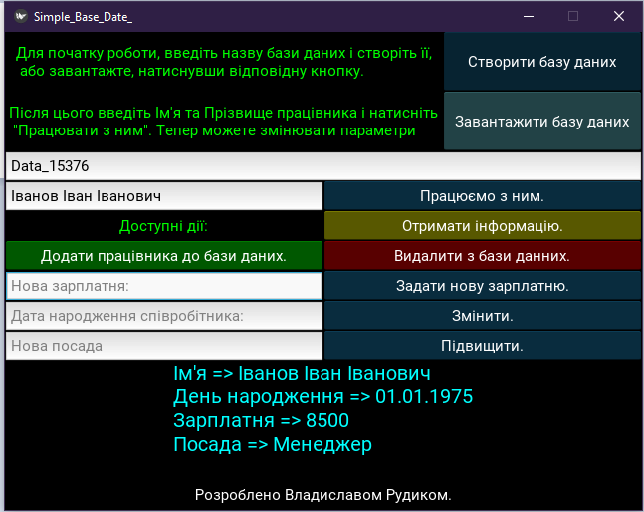 Simple_Base_Date_
Для початку роботи, введіть назву бази даних і створіть її,
або завантажте, натиснувши відповідну кнопку.
Створити базу даних
Після цього введіть Ім'я та Прізвище працівника і натисніть
"Працювати з ним". Тепер можете змінювати параметри
Завантажити базу даних
Data_15376
Іванов Іван Іванович
Працюємо з ним.
Доступні дії:
Отримати інформацію.
Додати працівника до бази даних.
Видалити з бази данних.
Нова зарплатня:
Задати нову зарплатню.
Дата народження співробітника:
Змінити.
Нова посада
Підвищити.
Ім'я => Іванов Іван Іванович
День народження => 01.01.1975
Зарплатня => 8500
Посада => Менеджер
Розроблено Владиславом Рудиком.